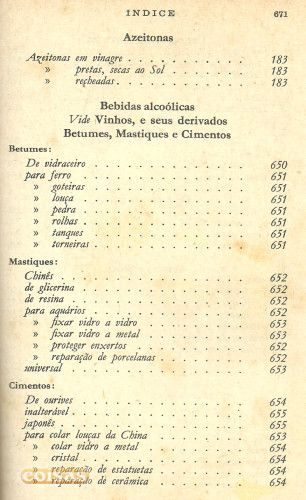 ÍNDICE 671
Azeitonas
Azeitonas em vinagre . . . . . . . . . . 183
» pretas, secas ao Sol . . . . . . . . . . 183
» recheadas. . . . . . . . . . . 183
Bebidas alcoólicas
Vide Vinhos, e seus derivados
Betumes, Mastiques e Cimentos
Betumes:
De vidraceiro . . . . . . . . . . 650
para ferro . . . . . . . . . . 651
» goteiras . . . . . . . . . . 651
» louça . . . . . . . . . . 651
» pedra . . . . . . . . . . 651
» rolhas . . . . . . . . . . 651
» tanques . . . . . . . . . . 651
» torneiras . . . . . . . . . . 651
Mastiques:
Chinês . . . . . . . . . . 652
de glicerina . . . . . . . . . . 652
de resina . . . . . . . . . . 652
para aquários . . . . . . . . . . 652
» fixar vidro a vidro . . . . . . . . . . 653
» fixar vidro a metal . . . . . . . . . . 653
» proteger enxertos . . . . . . . . . . 652
» reparação de porcelanas . . . . . . . . . . 652
universal . . . . . . . . . . 653
Cimentos:
De ourives . . . . . . . . . . 654
inalterável . . . . . . . . . . 655
japonês . . . . . . . . . . 655
para colar louças da China . . . . . . . . . . 653
» colar vidro a metal . . . . . . . . . . 654
» cristal . . . . . . . . . . 654
» reparação de estatuetas . . . . . . . . . . 654
» reparação de cerâmica . . . . . . . . . . 654